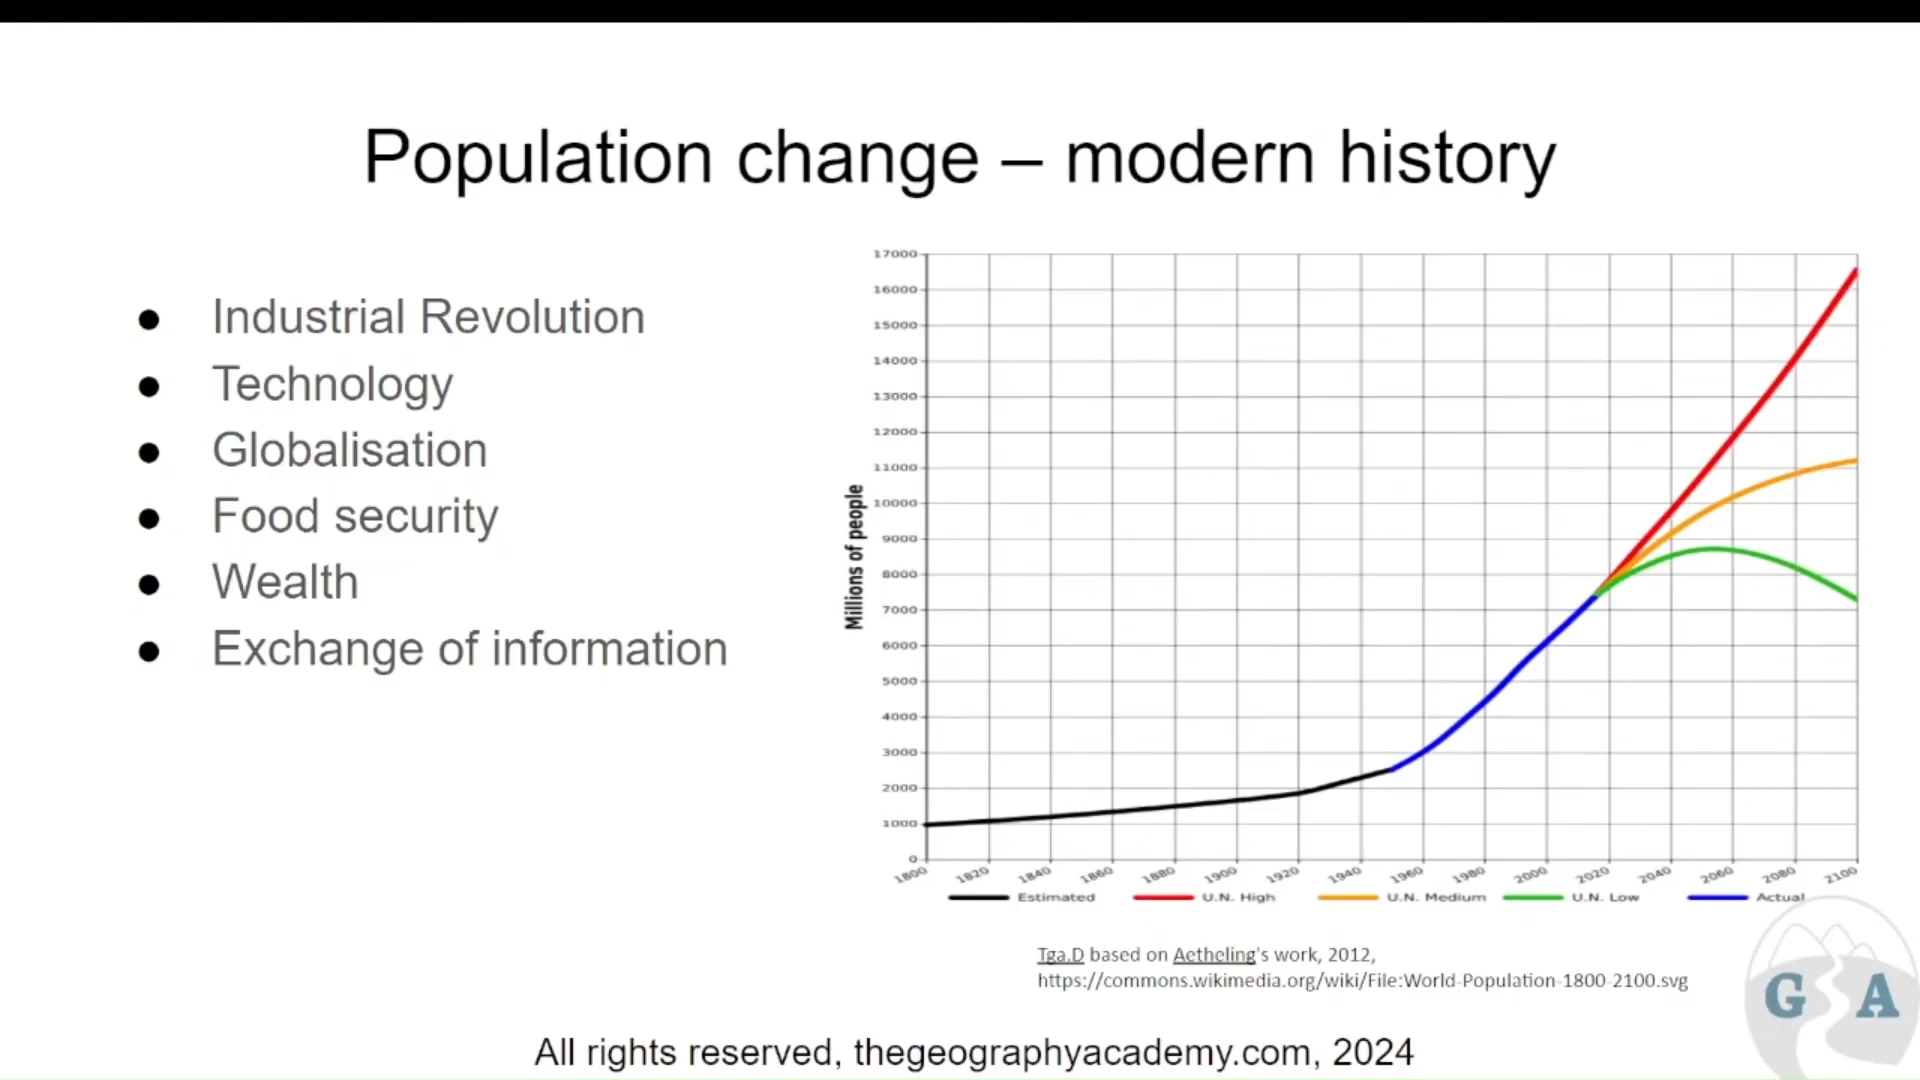 Population change – modern history
● Industrial Revolution
● Technology
● Globalisation
● Food security
● Wealth
● Exchange of information
Millions of people
17000
16000
15000
14000
13000
12000
11000
10000
9000
8000
7000
6000
5000
4000
3000
2000
1000
0
1800 1820 1840 1860 1880 1900 1920 1940 1960 1980 2000 2020 2040 2060 2080 2100
Estimated U.N. High U.N. Medium U.N. Low Actual
Tga.D based on Aetheling's work, 2012,
https://commons.wikimedia.org/wiki/File:World-Population-1800-2100.svg
G A
All rights reserved, thegeographyacademy.com, 2024